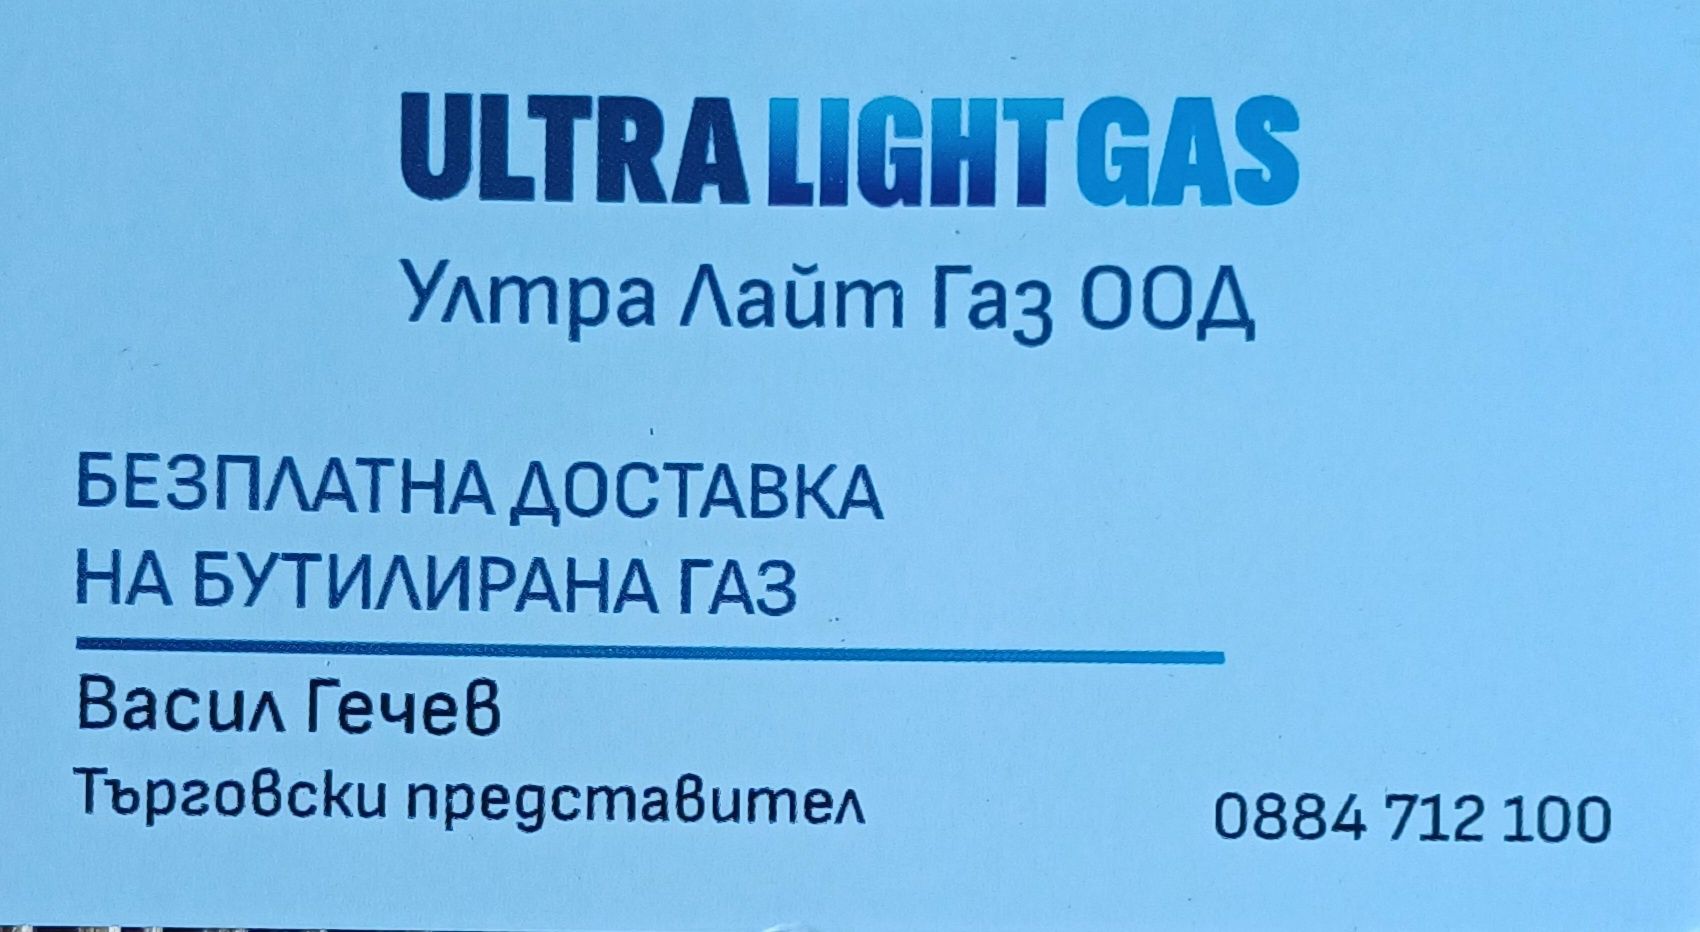 ULTRA LIGHT GAS
Ултра Лайт Газ ООД
БЕЗПЛАТНА ДОСТАВКА
НА БУТИЛИРАНА ГАЗ
Васил Гечев
Търговски представител
0884 712 100